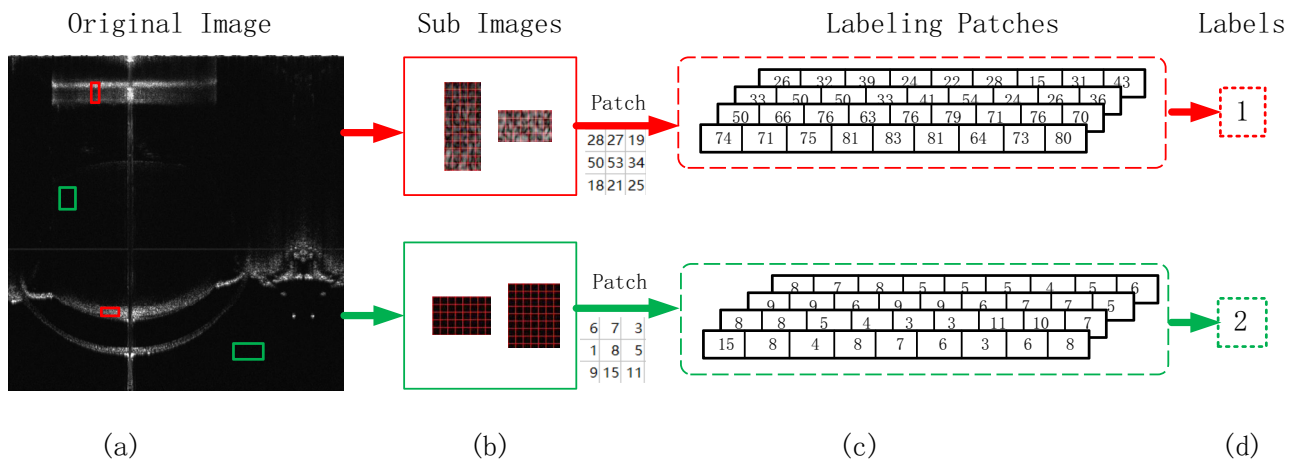 Original Image
Sub Images
Labeling Patches
Labels
Patch
28 27 19
50 53 34
18 21 25
26 32 39 24 22 28 15 31 43
33 50 50 33 41 54 24 26 36
50 66 76 63 76 79 71 76 70
74 71 75 81 83 81 64 73 80
1
Patch
6 7 3
1 8 5
9 15 11
8 7 8 5 5 5 4 5 6
9 9 6 9 9 6 7 7 5
8 8 5 4 3 3 11 10 7
15 8 4 8 7 6 3 6 8
2
(a)
(b)
(c)
(d)